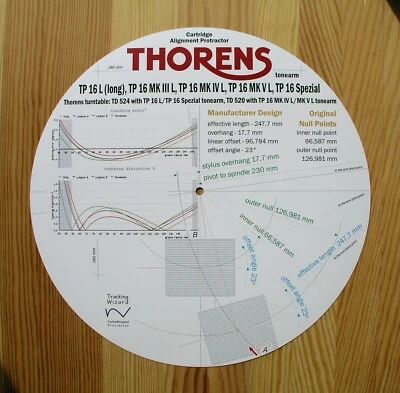 Cartridge
Alignment Protractor
THORENS
tonearm
TP 16 L (long), TP 16 MK III L, TP 16 MK IV L, TP 16 MK V L, TP 16 Spezial
Thorens turntable: TD 524 with TP 16 L/TP 16 Spezial tonearm, TD 520 with TP 16 MK IV L/MK V L tonearm
tracking error°
Manufacturer Design
effective length - 247,7 mm
overhang - 17,7 mm
linear offset - 96,784 mm
offset angle - 23°
Original
Null Points
inner null point
66,587 mm
outer null point
126,981 mm
stylus overhang 17,7 mm
pivot to spindle 230 mm
tracking distortion %
B
outer null 126,981 mm
inner null 66,587 mm
offset angle 23°
effective length 247,7 mm
offset angle 23°
Tracking
Wizard
A